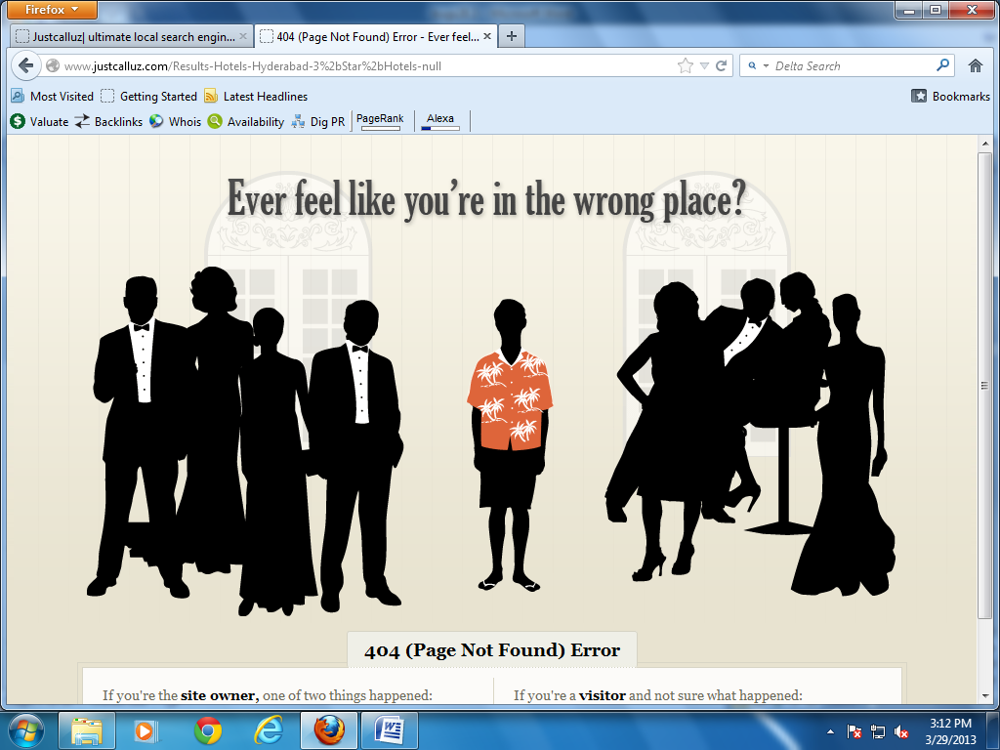 Firefox
Justcalluz| ultimate local search engin...
404 (Page Not Found) Error - Ever feel...
www.justcalluz.com/Results-Hotels-Hyderabad-3%2bStar%2bHotels-null
Delta Search
Most Visited Getting Started Latest Headlines
Bookmarks
Valuate Backlinks Whois Availability Dig PR PageRank Alexa
Ever feel like you're in the wrong place?
404 (Page Not Found) Error
If you're the site owner, one of two things happened:
If you're a visitor and not sure what happened:
3:12 PM
3/29/2013